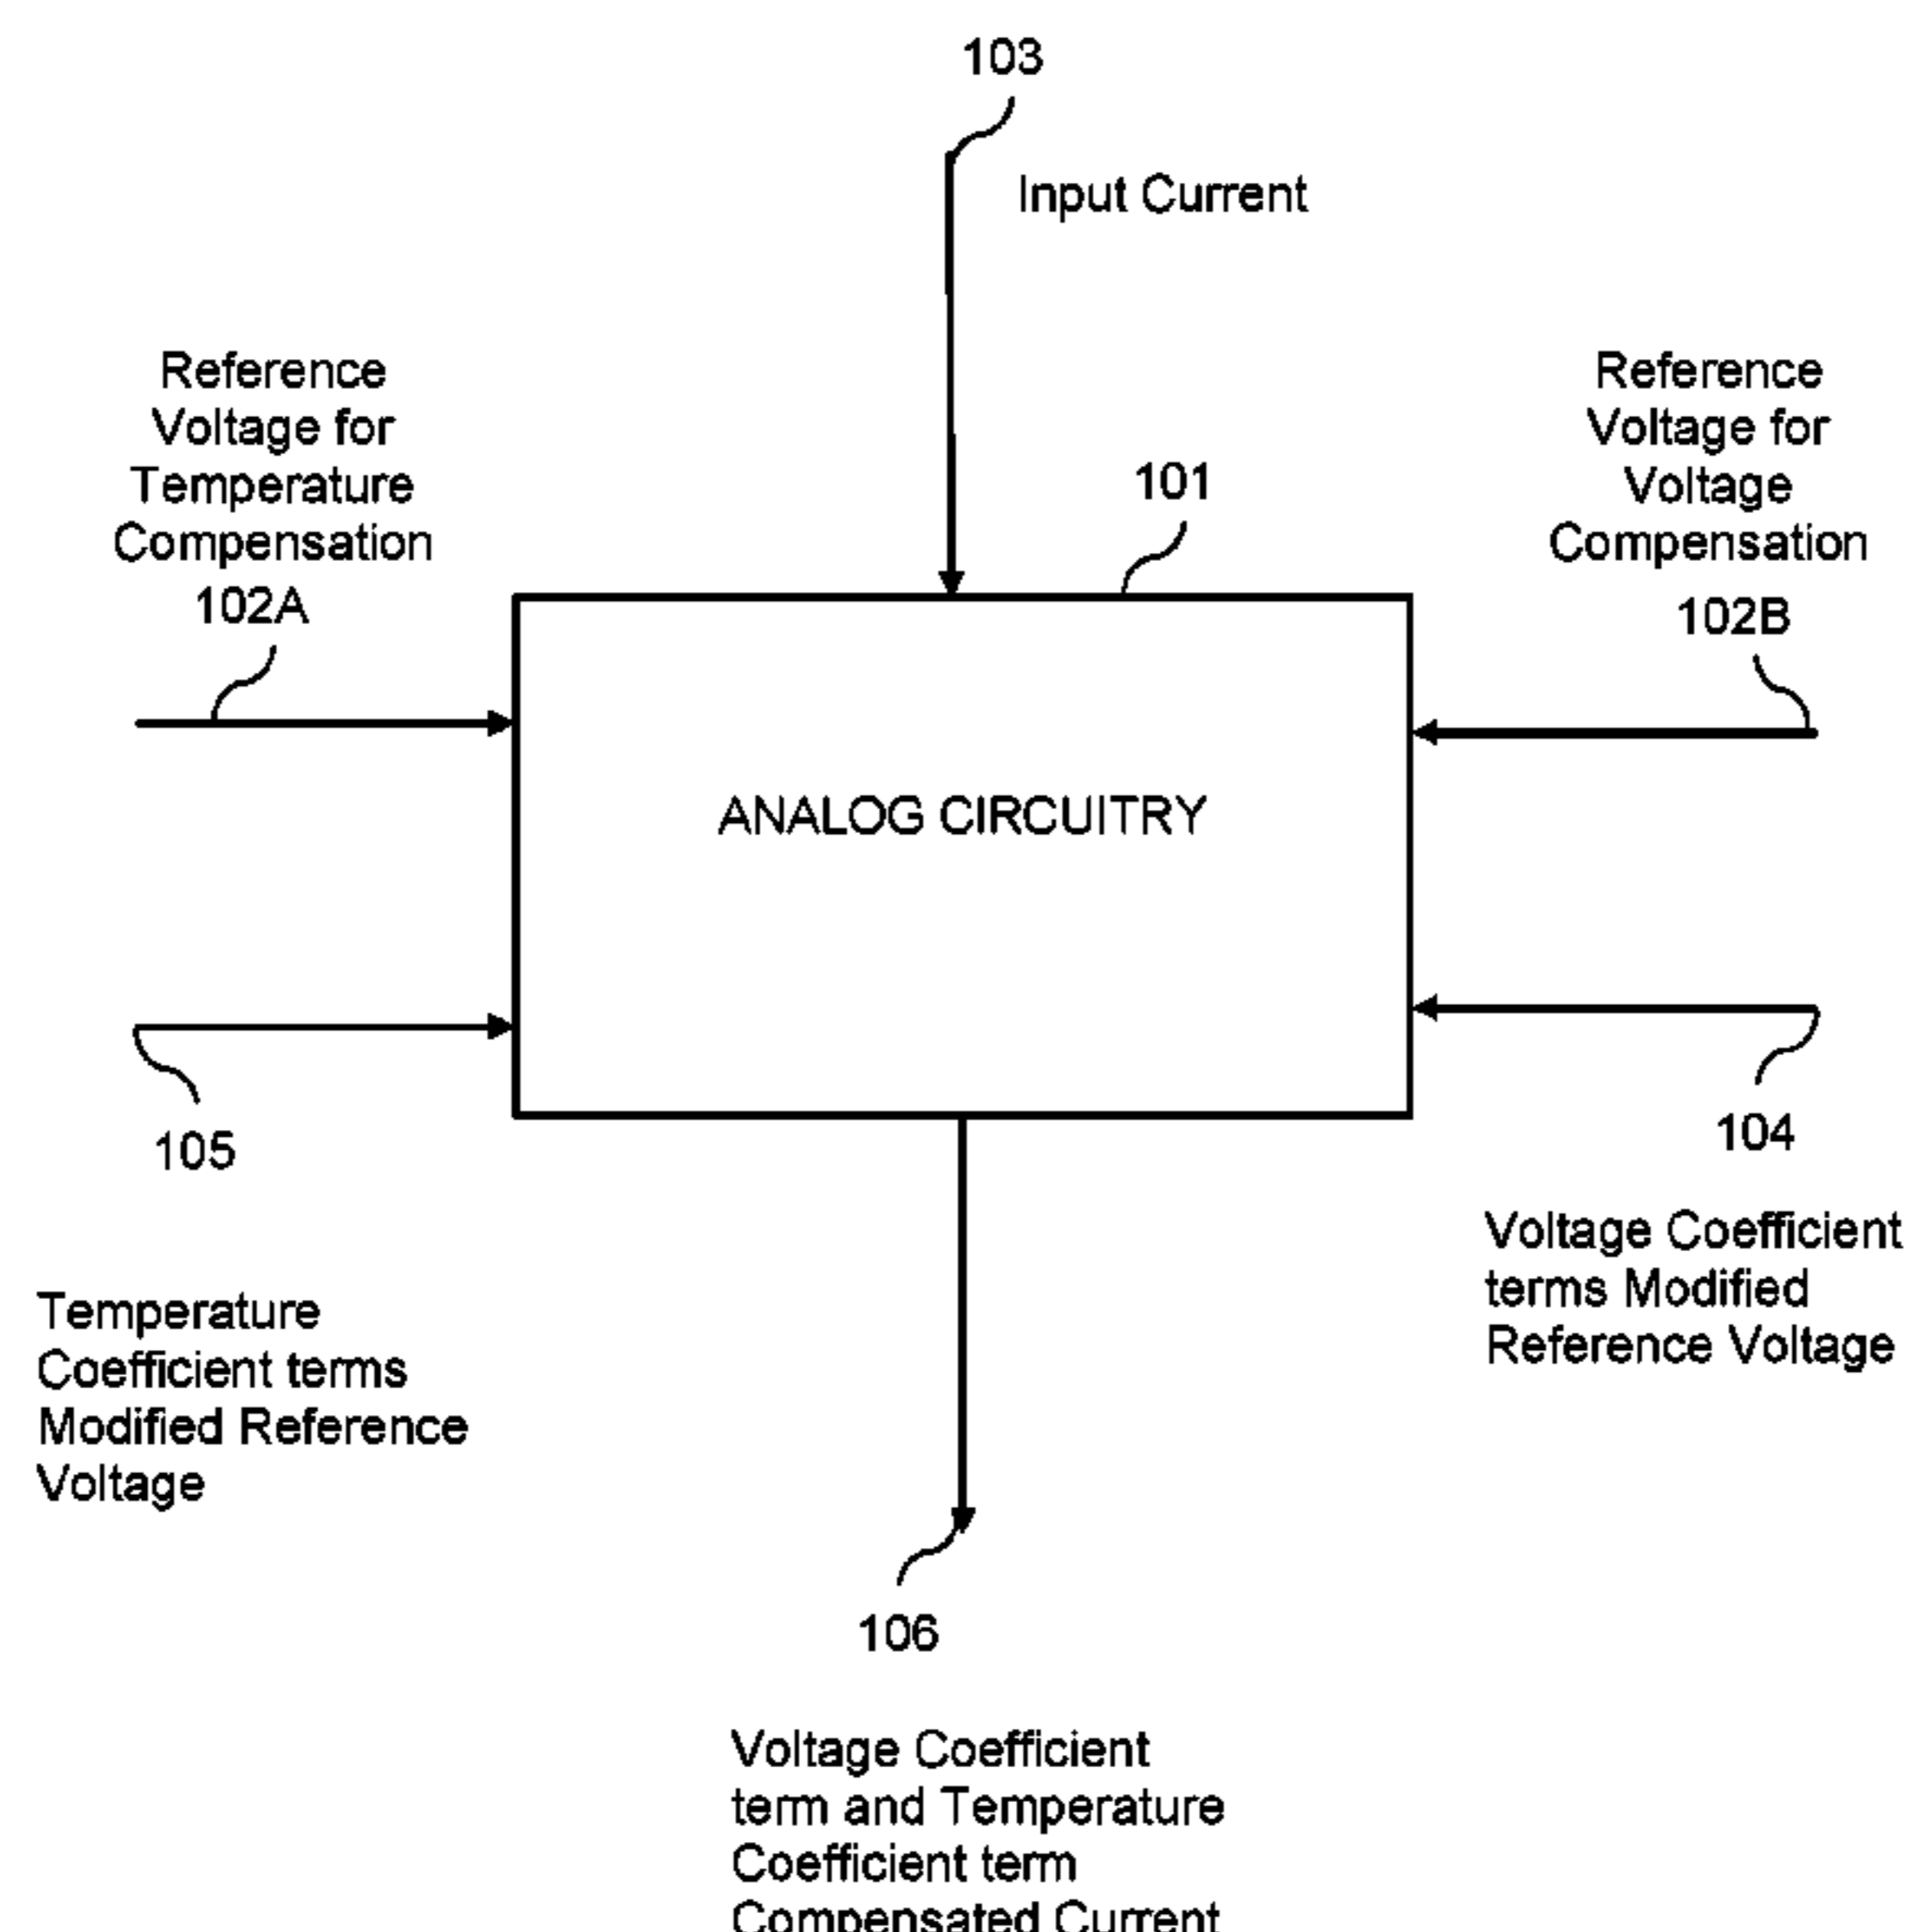 103
Input Current
Reference
Voltage for
Temperature
Compensation
102A
Reference
Voltage for
Voltage
Compensation
102B
101
ANALOG CIRCUITRY
105
Temperature
Coefficient terms
Modified Reference
Voltage
104
Voltage Coefficient
terms Modified
Reference Voltage
106
Voltage Coefficient
term and Temperature
Coefficient term
Compensated Current